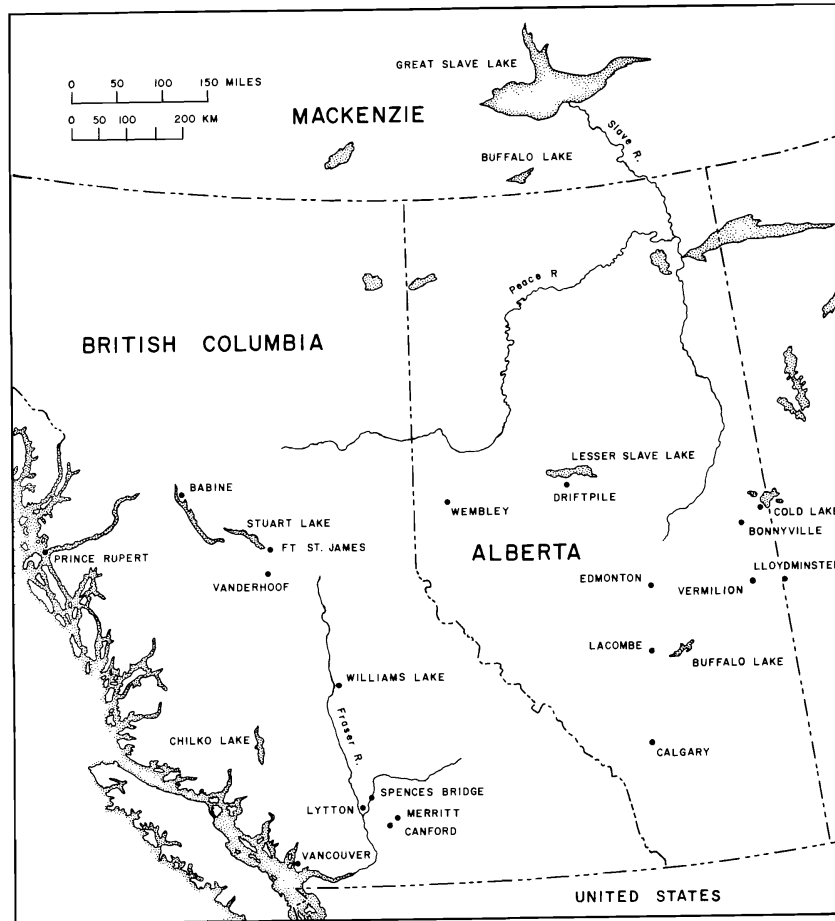 GREAT SLAVE LAKE
0 50 100 150 MILES
0 50 100 200 KM
MACKENZIE
Slave R.
BUFFALO LAKE
Peace R
BRITISH COLUMBIA
LESSER SLAVE LAKE
DRIFTPILE
BABINE
WEMBLEY
COLD LAKE
BONNYVILLE
STUART LAKE
FT ST. JAMES
PRINCE RUPERT
ALBERTA
LLOYDMINSTER
VANDERHOOF
EDMONTON
VERMILION
LACOMBE
BUFFALO LAKE
WILLIAMS LAKE
Fraser R.
CHILKO LAKE
CALGARY
SPENCES BRIDGE
LYTTON
MERRITT
CANFORD
VANCOUVER
UNITED STATES